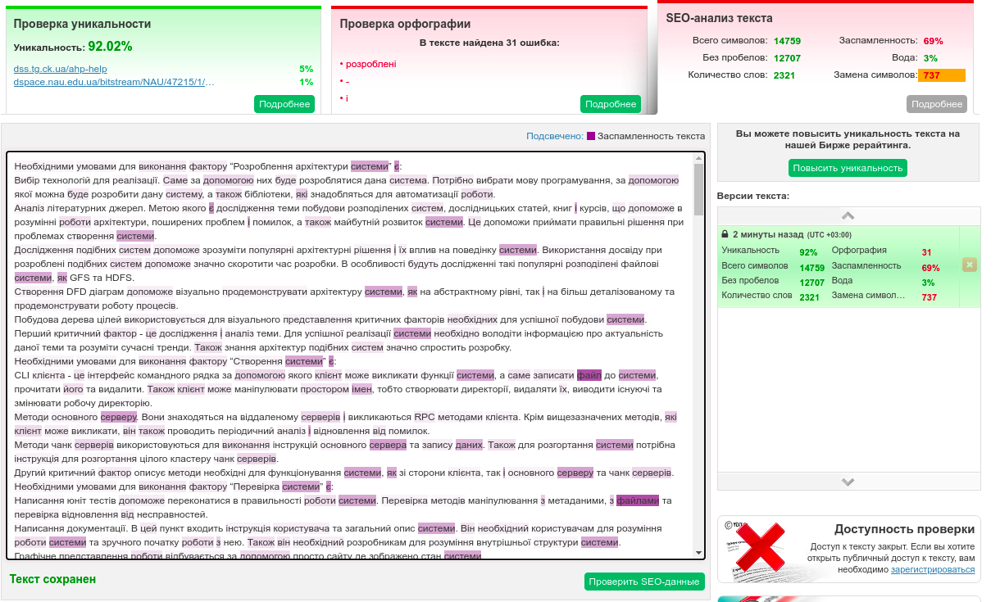 Проверка уникальности
Уникальность: 92.02%
dss.tg.ck.ua/ahp-help 5%
dspace.nau.edu.ua/bitstream/NAU/47215/1/… 1%
Подробнее
Проверка орфографии
В тексте найдена 31 ошибка:
• розроблені
• -
• і
Подробнее
SEO-анализ текста
Всего символов: 14759 Заспамленность: 69%
Без пробелов: 12707 Вода: 3%
Количество слов: 2321 Замена символов: 737
Подробнее
Подсвечено: Заспамленность текста
Необхідними умовами для виконання фактору “Розроблення архітектури системи” є:
Вибір технологій для реалізації. Саме за допомогою них буде розроблятися дана система. Потрібно вибрати мову програмування, за допомогою
якої можна буде розробити дану систему, а також бібліотеки, які знадобляться для автоматизації роботи.
Аналіз літературних джерел. Метою якого є дослідження теми побудови розподілених систем, дослідницьких статей, книг і курсів, що допоможе в
розумінні роботи архітектури, поширених проблем і помилок, а також майбутній розвиток системи. Це допоможи приймати правильні рішення при
проблемах створення системи.
Дослідження подібних систем допоможе зрозуміти популярні архітектурні рішення і їх вплив на поведінку системи. Використання досвіду при
розроблені подібних систем допоможе значно скоротити час розробки. В особливості будуть дослідженні такі популярні розподілені файлові
системи, як GFS та HDFS.
Створення DFD діаграм допоможе візуально продемонструвати архітектуру системи, як на абстрактному рівні, так і на більш деталізованому та
продемонструвати роботу процесів.
Побудова дерева цілей використовується для візуального представлення критичних факторів необхідних для успішної побудови системи.
Перший критичний фактор - це дослідження і аналіз теми. Для успішної реалізації системи необхідно володіти інформацією про актуальність
даної теми та розуміти сучасні тренди. Також знання архітектур подібних систем значно спростить розробку.
Необхідними умовами для виконання фактору “Створення системи” є:
CLI клієнта - це інтерфейс командного рядка за допомогою якого клієнт може викликати функції системи, а саме записати файл до системи,
прочитати його та видалити. Також клієнт може маніпулювати простором імен, тобто створювати директорії, видаляти їх, виводити існуючі та
змінювати робочу директорію.
Методи основного серверу. Вони знаходяться на віддаленому серверів і викликаються RPC методами клієнта. Крім вищезазначених методів, які
клієнт може викликати, він також проводить періодичний аналіз і відновлення від помилок.
Методи чанк серверів використовуються для виконання інструкцій основного сервера та запису даних. Також для розгортання системи потрібна
інструкція для розгортання цілого кластеру чанк серверів.
Другий критичний фактор описує методи необхідні для функціонування системи, як зі сторони клієнта, так і основного серверу та чанк серверів.
Необхідними умовами для виконання фактору “Перевірка системи” є:
Написання юніт тестів допоможе переконатися в правильності роботи системи. Перевірка методів маніпулювання з метаданими, з файлами та
перевірка відновлення від несправностей.
Написання документації. В цей пункт входить інструкція користувача та загальний опис системи. Він необхідний користувачам для розуміння
роботи системи та зручного початку роботи з нею. Також він необхідний розробникам для розуміння внутрішньої структури системи.
Графічне представлення роботи відбувається за допомогою просто сайту де зображено стан системи
Текст сохранен
Проверить SEO-данные
Вы можете повысить уникальность текста на
нашей Бирже рерайтинга.
Повысить уникальность
Версии текста:
2 минуты назад (UTC +03:00)
Уникальность 92% Орфография 31
Всего символов 14759 Заспамленность 69%
Без пробелов 12707 Вода 3%
Количество слов 2321 Замена символ… 737
Доступность проверки
Доступ к тексту закрыт. Если вы хотите
открыть публичный доступ к тексту, вам
необходимо зарегистрироваться